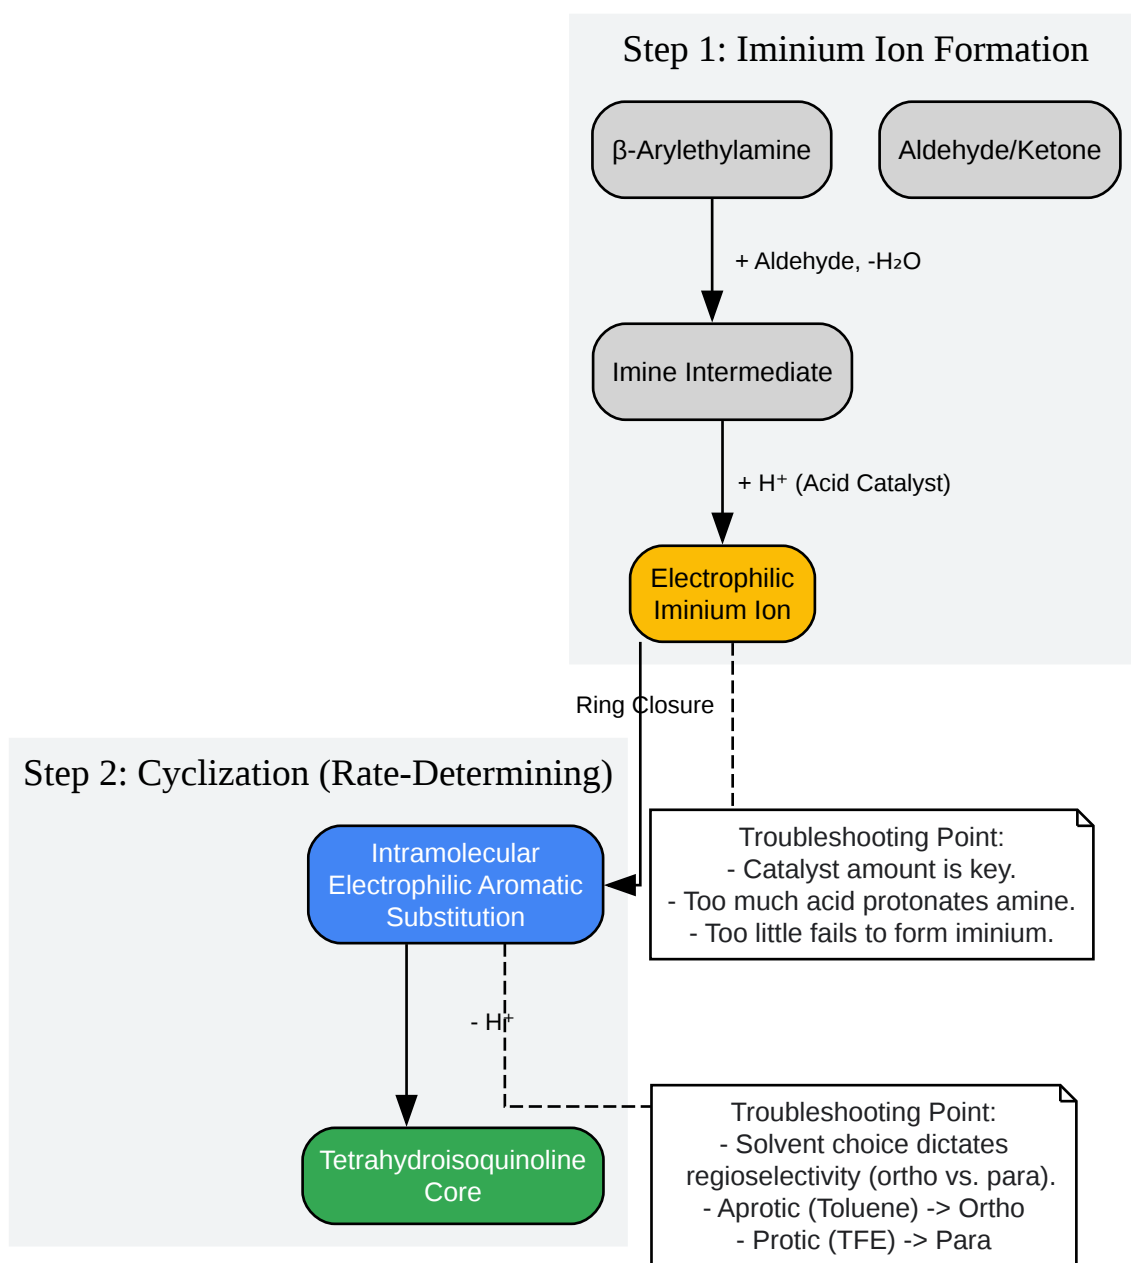 Step 1: Iminium Ion Formation
β-Arylethylamine
Aldehyde/Ketone
+ Aldehyde, -H₂O
Imine Intermediate
+ H⁺ (Acid Catalyst)
Electrophilic
Iminium Ion
Ring Closure
Step 2: Cyclization (Rate-Determining)
Intramolecular
Electrophilic Aromatic
Substitution
Troubleshooting Point:
- Catalyst amount is key.
- Too much acid protonates amine.
- Too little fails to form iminium.
- H⁺
Tetrahydroisoquinoline
Core
Troubleshooting Point:
- Solvent choice dictates
regioselectivity (ortho vs. para).
- Aprotic (Toluene) -> Ortho
- Protic (TFE) -> Para